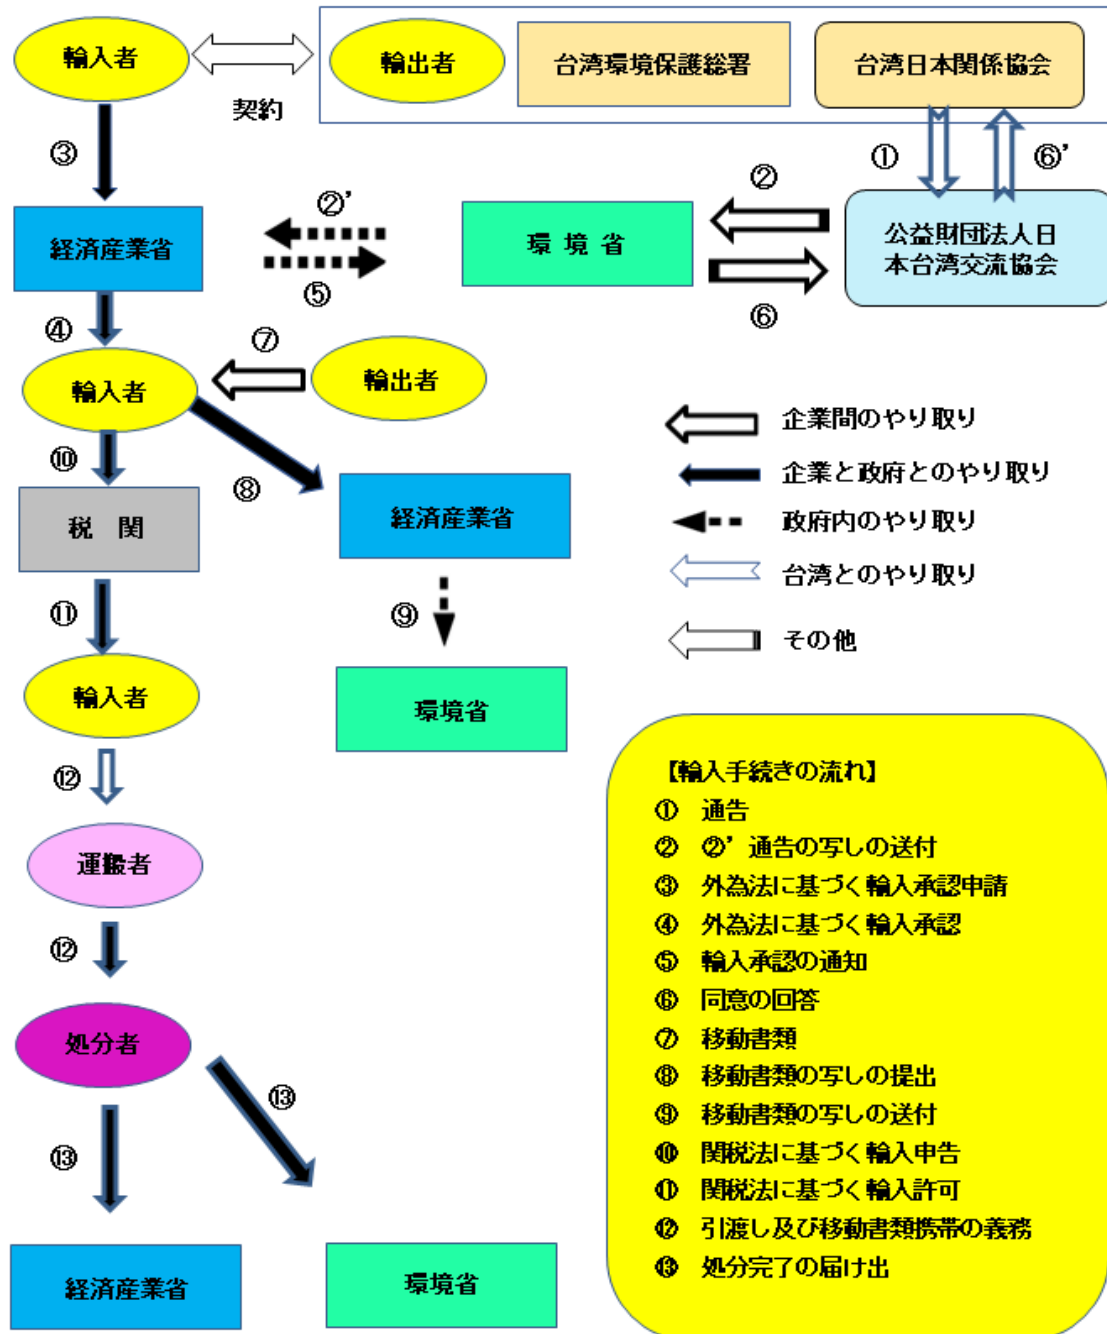 輸入者
契約
輸出者
台湾環境保護総署
台湾日本関係協会
③
①
⑥’
②
②’
経済産業省
環 境 省
公益財団法人日
本台湾交流協会
⑤
⑥
④
⑦
輸入者
輸出者
企業間のやり取り
⑩
⑧
企業と政府とのやり取り
税 関
経済産業省
政府内のやり取り
台湾とのやり取り
⑪
⑨
その他
輸入者
環境省
⑫
運搬者
⑫
処分者
⑬
⑬
経済産業省
環境省
【輸入手続きの流れ】
① 通告
② ②’ 通告の写しの送付
③ 外為法に基づく輸入承認申請
④ 外為法に基づく輸入承認
⑤ 輸入承認の通知
⑥ 同意の回答
⑦ 移動書類
⑧ 移動書類の写しの提出
⑨ 移動書類の写しの送付
⑩ 関税法に基づく輸入申告
⑪ 関税法に基づく輸入許可
⑫ 引渡し及び移動書類携帯の義務
⑬ 処分完了の届け出